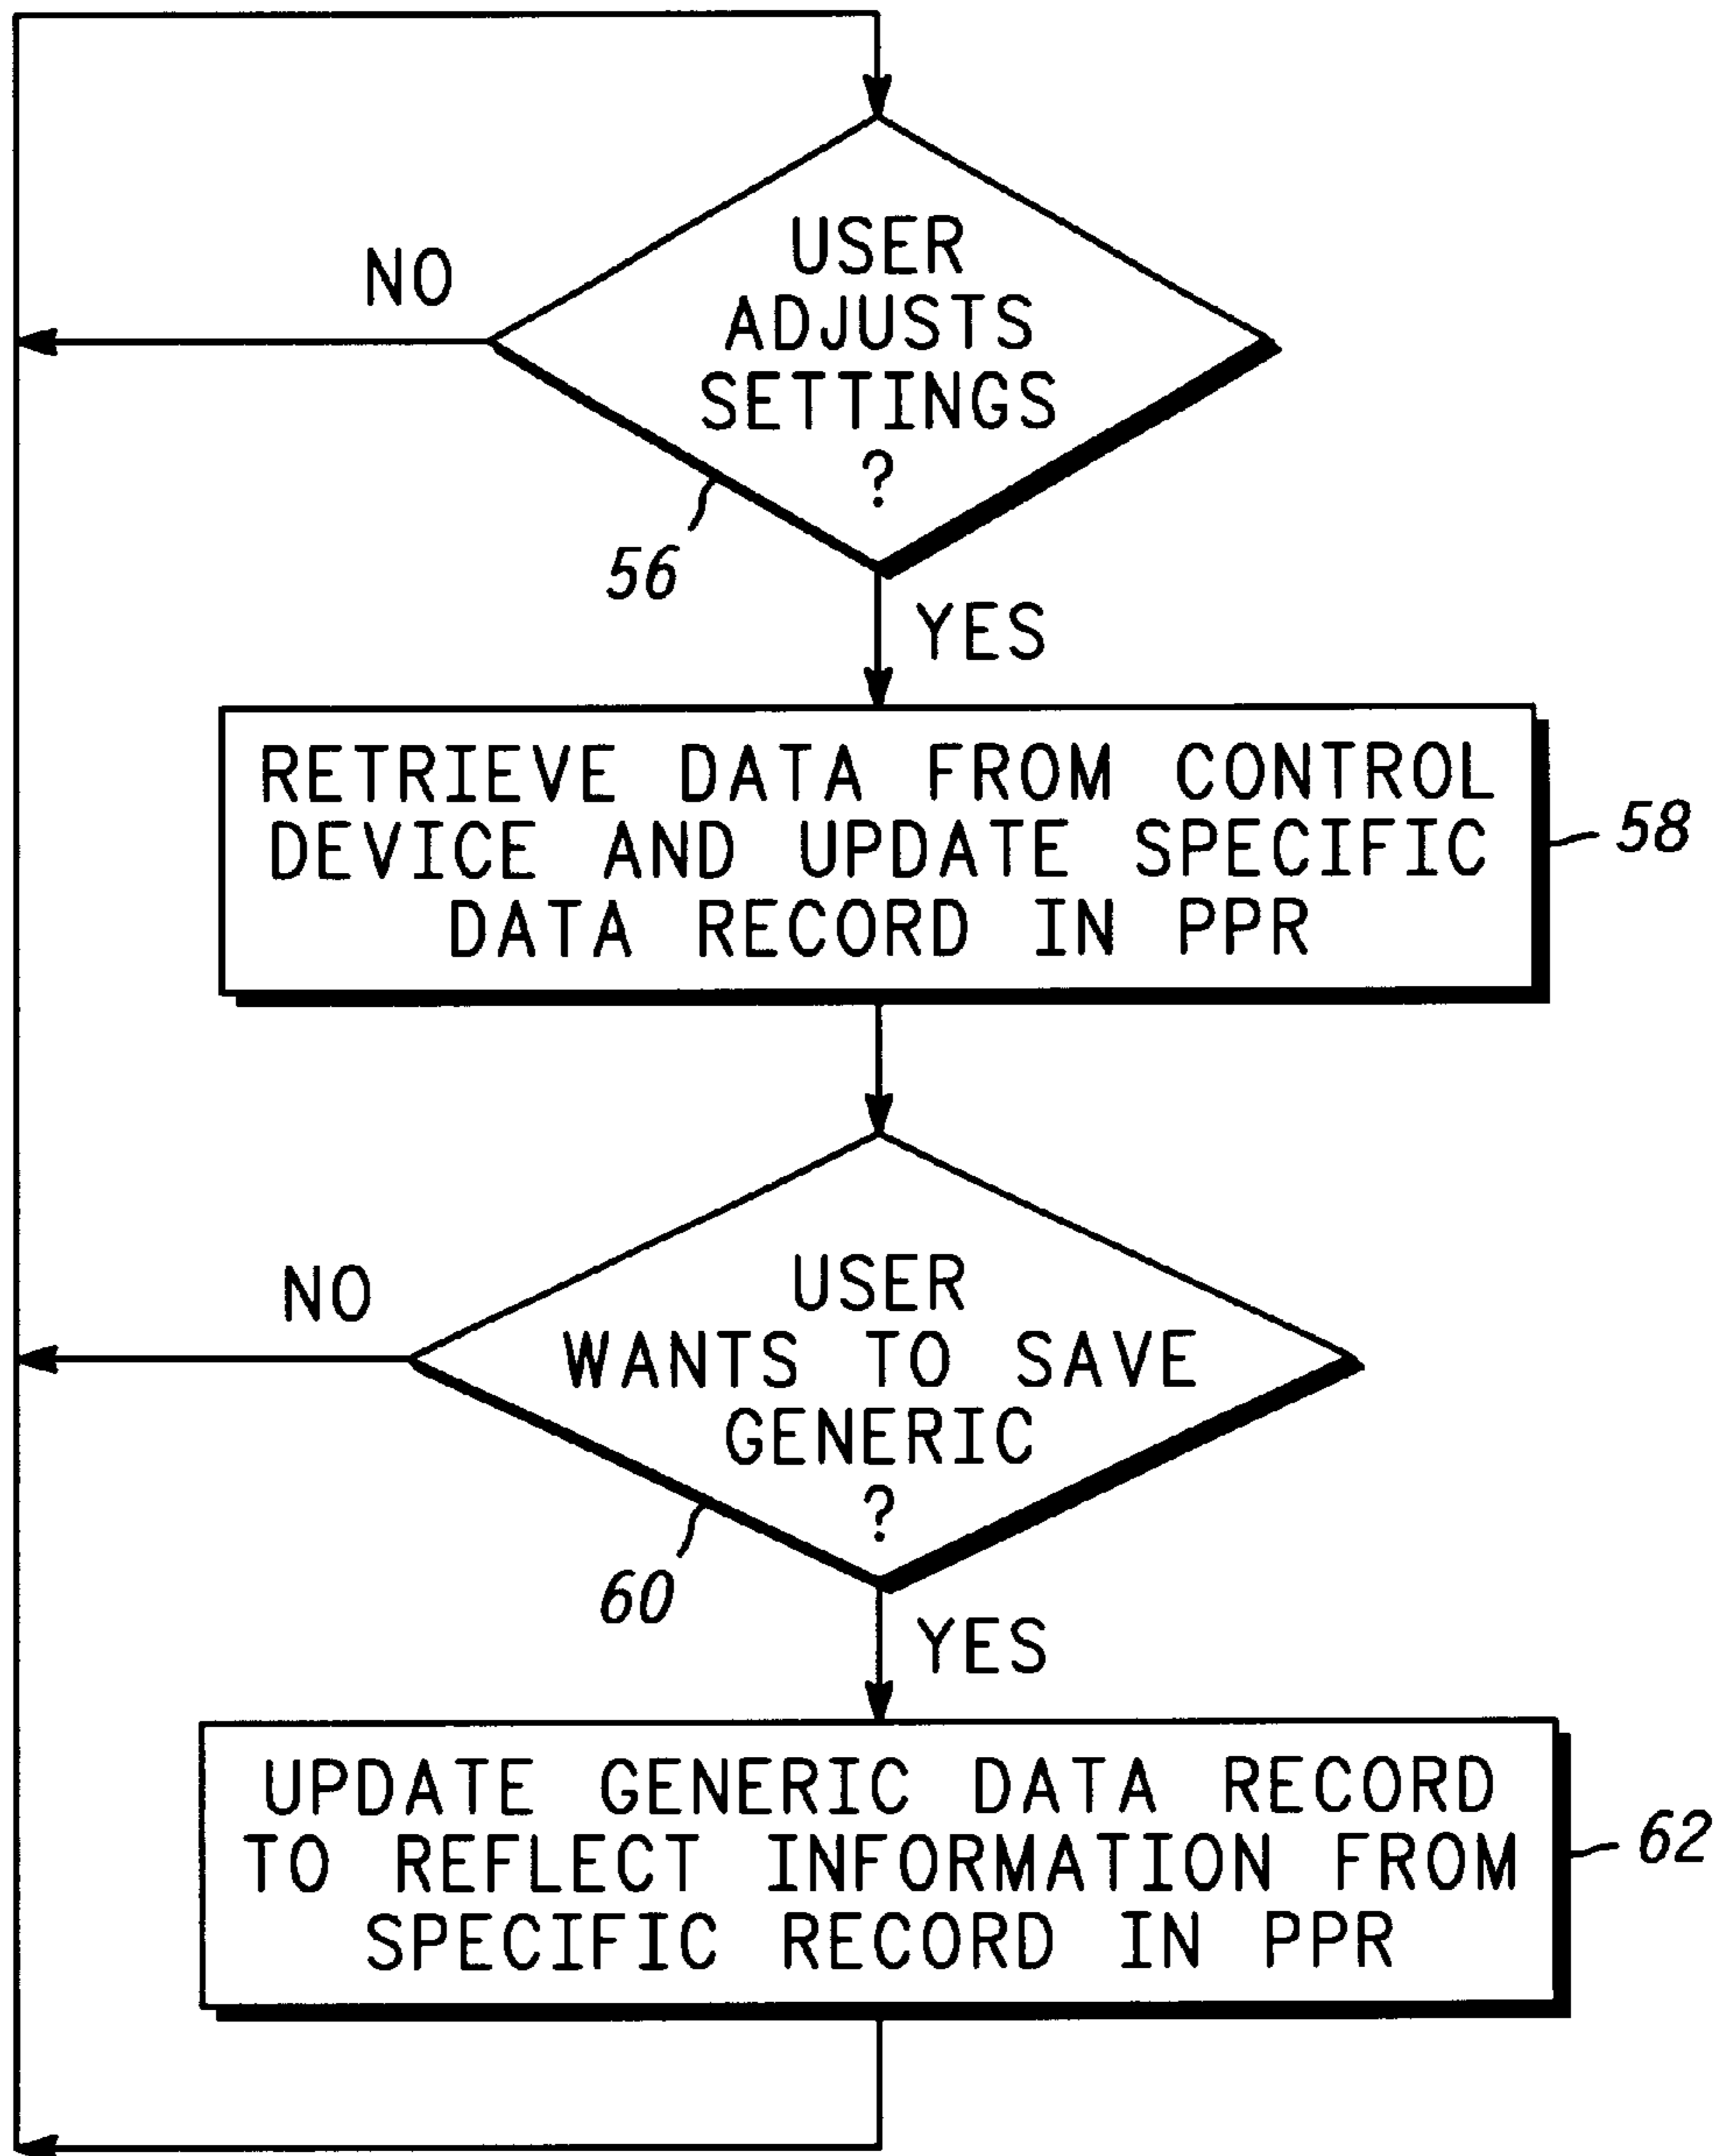 USER
ADJUSTS
SETTINGS
?
NO
56
YES
RETRIEVE DATA FROM CONTROL
DEVICE AND UPDATE SPECIFIC
DATA RECORD IN PPR
58
USER
WANTS TO SAVE
GENERIC
?
NO
60
YES
UPDATE GENERIC DATA RECORD
TO REFLECT INFORMATION FROM
SPECIFIC RECORD IN PPR
62